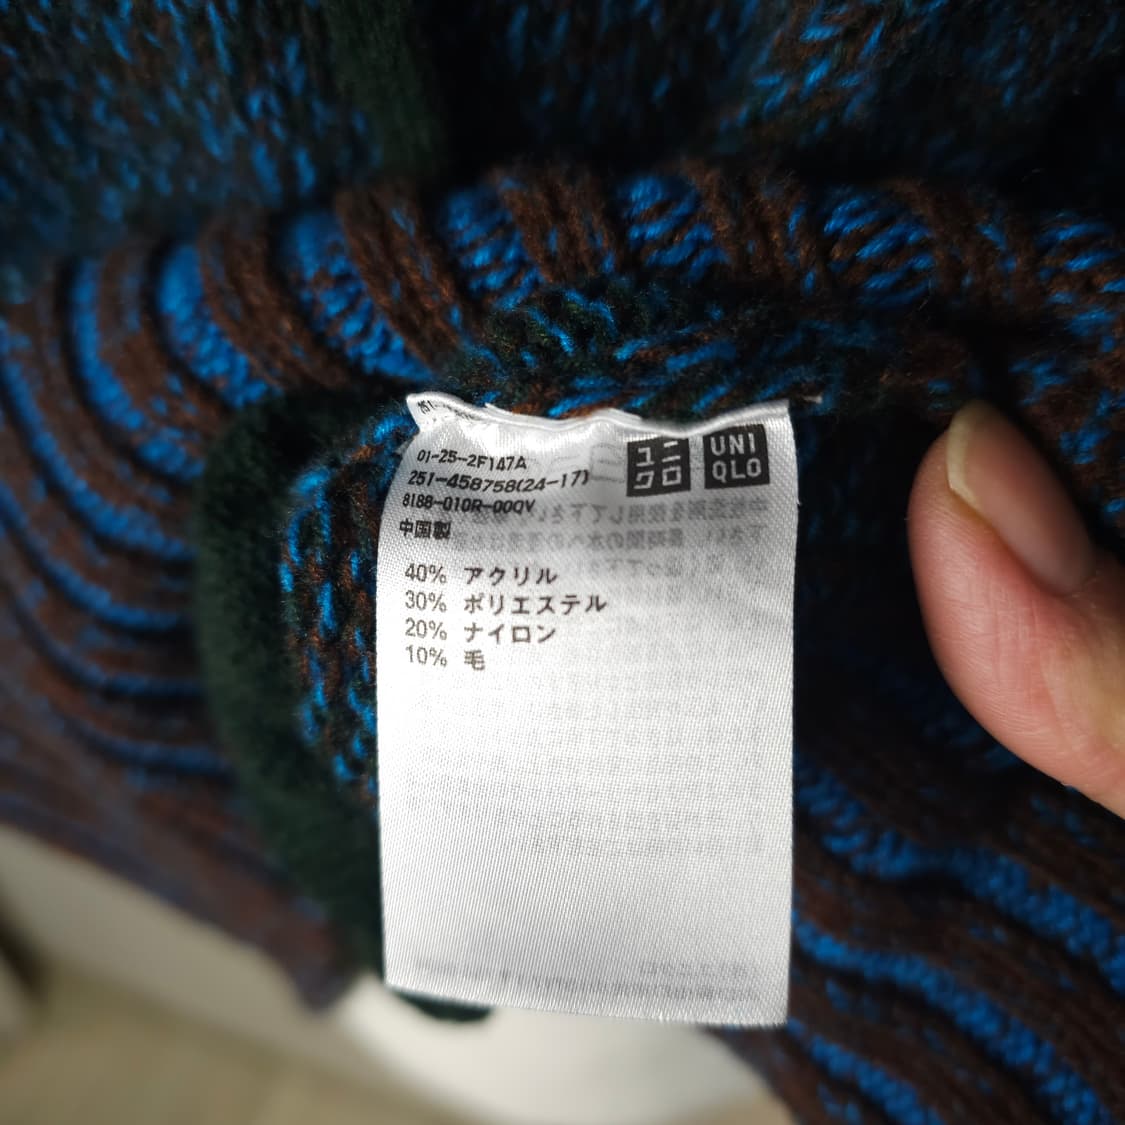 01-25-2F147A
251-458758(24-17)
8188-010R-00QV
中国製
ユニ
クロ
UNI
QLO
40% アクリル
30% ポリエステル
20% ナイロン
10% 毛